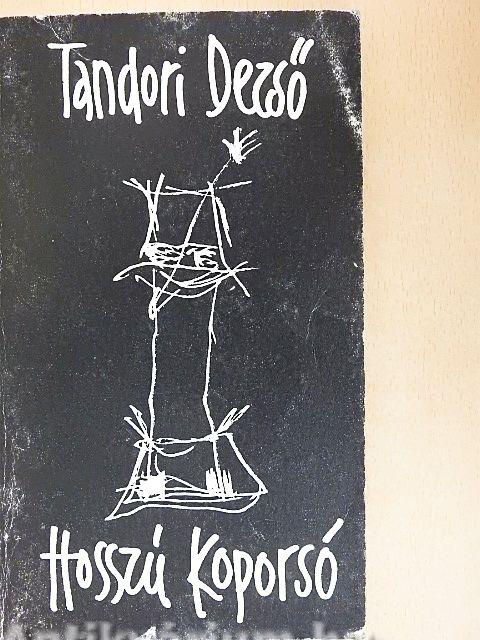 Tandori Dezső
Hosszú Koporsó